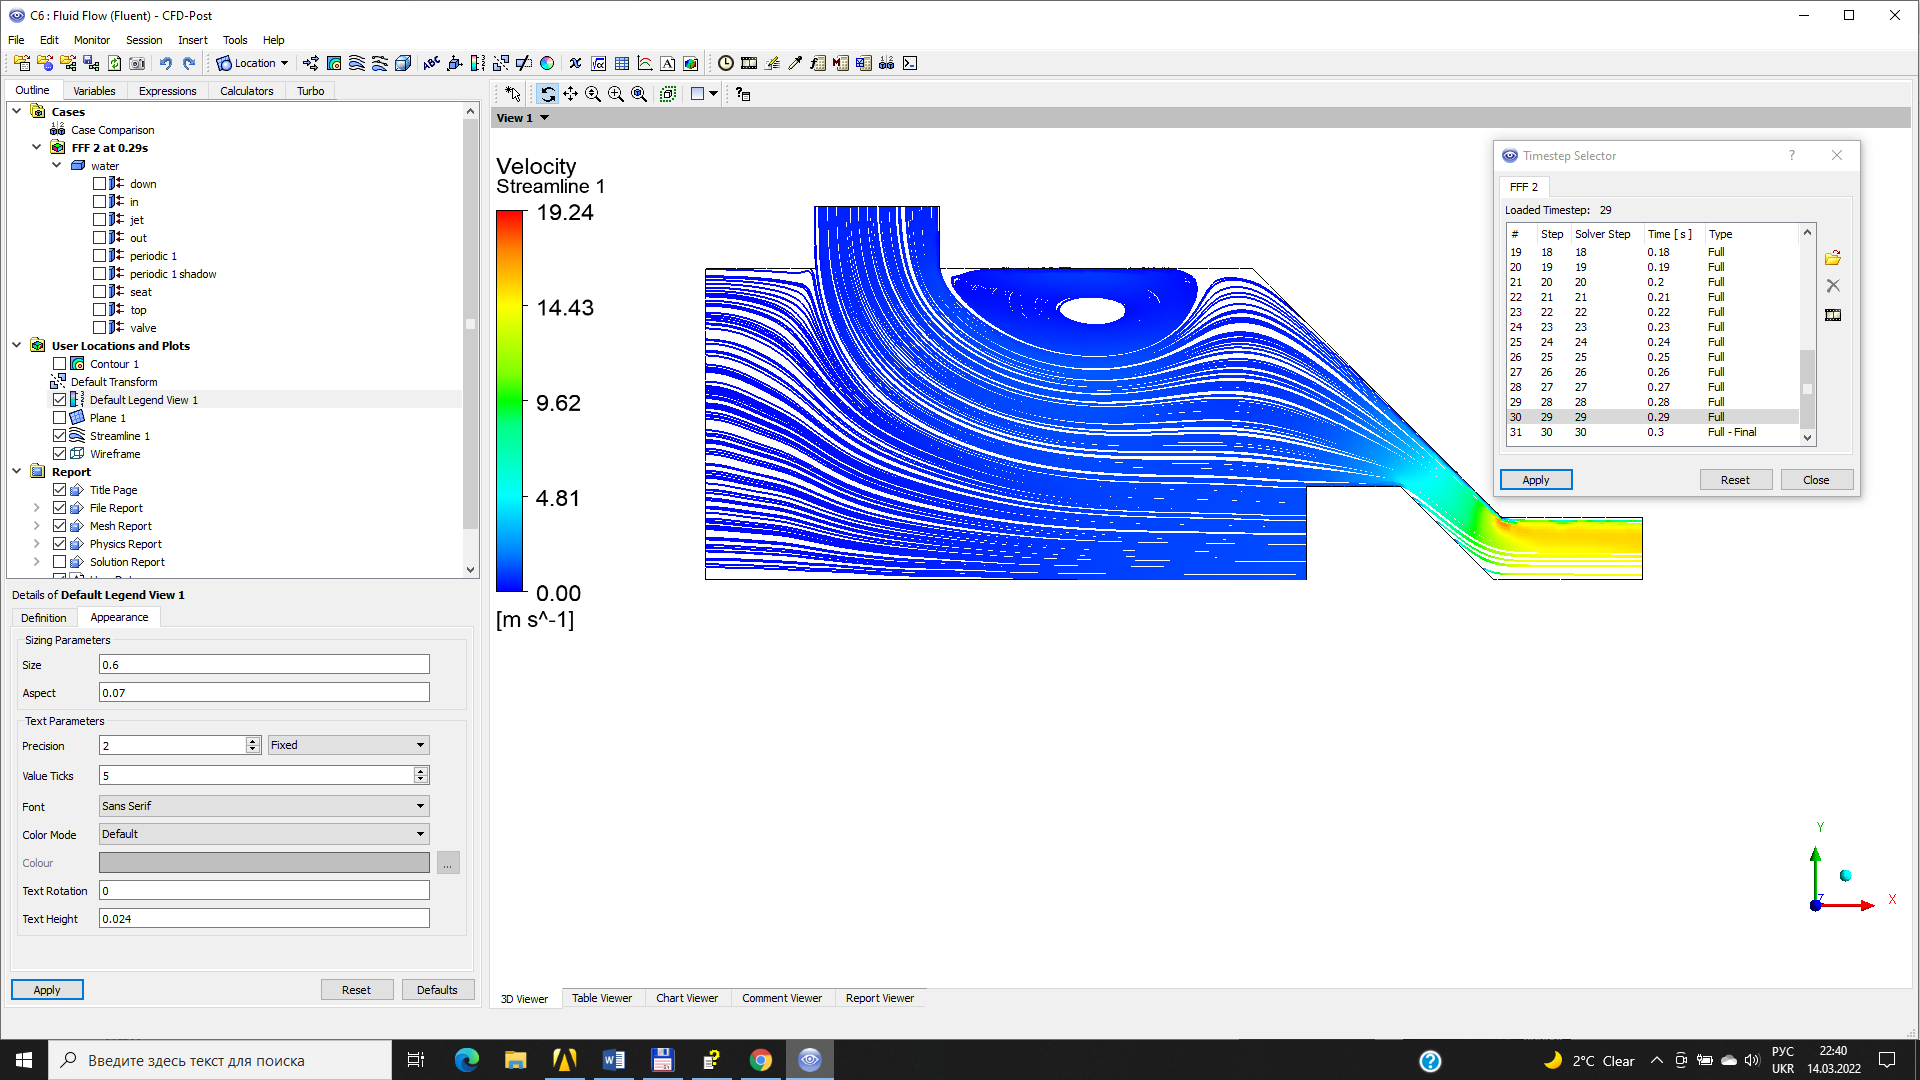 C6 : Fluid Flow (Fluent) - CFD-Post
File Edit Monitor Session Insert Tools Help
Location
Outline Variables Expressions Calculators Turbo
Cases
Case Comparison
FFF 2 at 0.29s
water
down
in
jet
out
periodic 1
periodic 1 shadow
seat
top
valve
User Locations and Plots
Contour 1
Default Transform
Default Legend View 1
Plane 1
Streamline 1
Wireframe
Report
Title Page
File Report
Mesh Report
Physics Report
Solution Report
Details of Default Legend View 1
Definition Appearance
Sizing Parameters
Size 0.6
Aspect 0.07
Text Parameters
Precision 2 Fixed
Value Ticks 5
Font Sans Serif
Color Mode Default
Colour ...
Text Rotation 0
Text Height 0.024
Apply Reset Defaults
View 1
Velocity
Streamline 1
19.24
14.43
9.62
4.81
0.00
[m s^-1]
Timestep Selector ?
FFF 2
Loaded Timestep: 29
# Step Solver Step Time [ s ] Type
19 18 18 0.18 Full
20 19 19 0.19 Full
21 20 20 0.2 Full
22 21 21 0.21 Full
23 22 22 0.22 Full
24 23 23 0.23 Full
25 24 24 0.24 Full
26 25 25 0.25 Full
27 26 26 0.26 Full
28 27 27 0.27 Full
29 28 28 0.28 Full
30 29 29 0.29 Full
31 30 30 0.3 Full - Final
Apply Reset Close
Y
Z
X
3D Viewer Table Viewer Chart Viewer Comment Viewer Report Viewer
Введите здесь текст для поиска
2°C Clear
РУС
UKR
22:40
14.03.2022